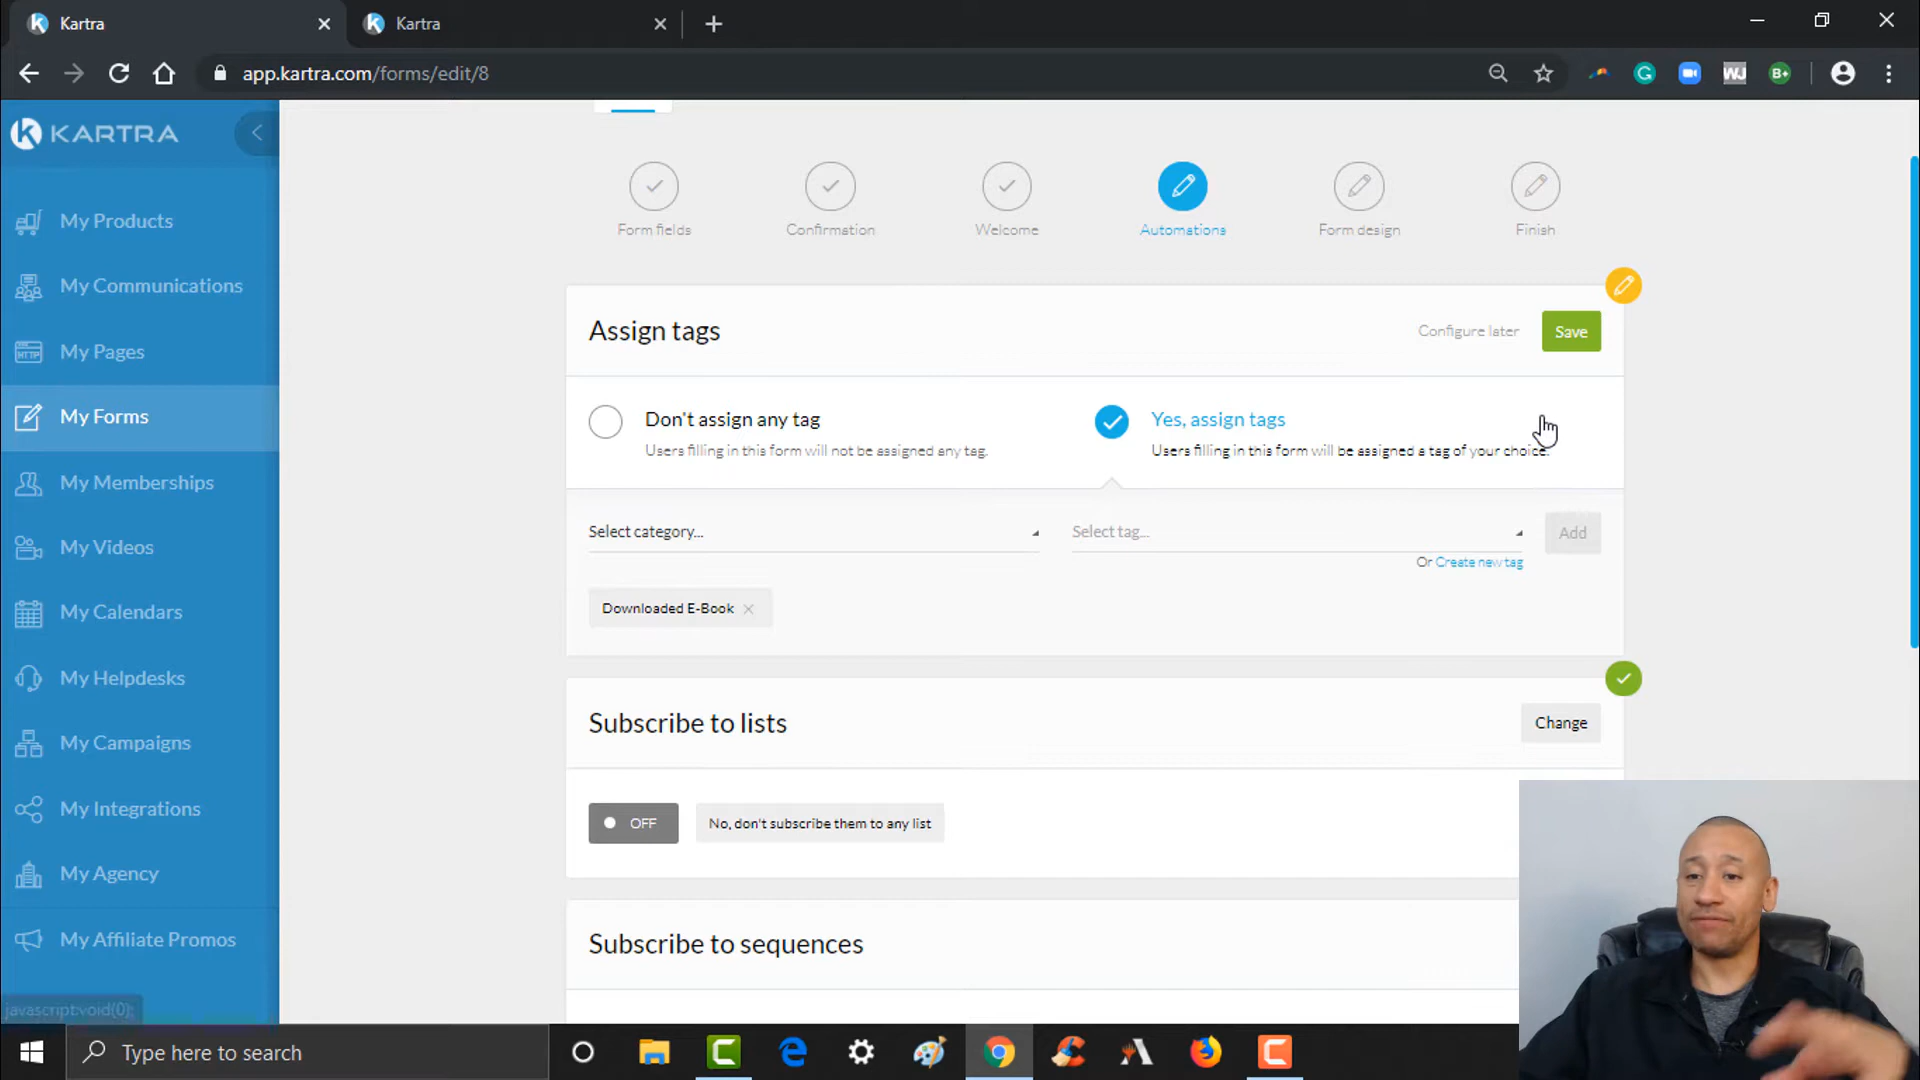 Kartra
Kartra
app.kartra.com/forms/edit/8
KARTRA
My Products
My Communications
My Pages
My Forms
My Memberships
My Videos
My Calendars
My Helpdesks
My Campaigns
My Integrations
My Agency
My Affiliate Promos
javascript:void(0);
Form fields
Confirmation
Welcome
Automations
Form design
Finish
Assign tags
Configure later
Save
Don't assign any tag
Users filling in this form will not be assigned any tag.
Yes, assign tags
Users filling in this form will be assigned a tag of your choice.
Select category...
Select tag...
Add
Or Create new tag
Downloaded E-Book
Subscribe to lists
Change
OFF
No, don't subscribe them to any list
Subscribe to sequences
Type here to search